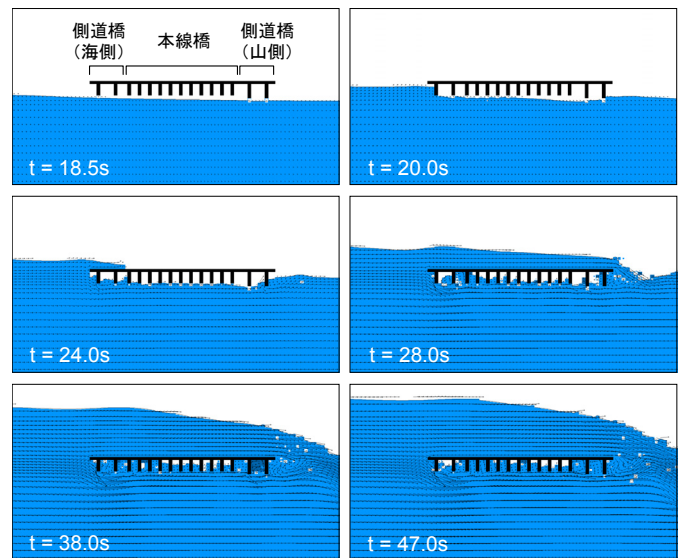 側道橋
（海側）
本線橋
側道橋
（山側）
t = 18.5s
t = 20.0s
t = 24.0s
t = 28.0s
t = 38.0s
t = 47.0s